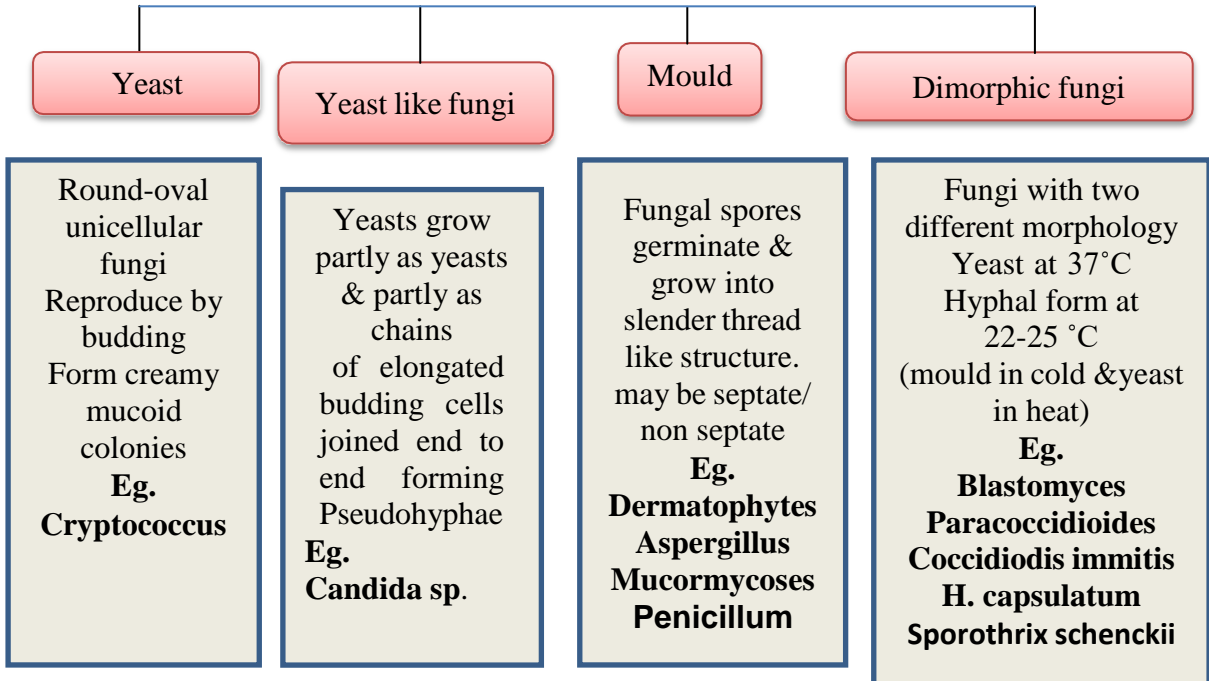 Yeast
Yeast like fungi
Mould
Dimorphic fungi
Round-oval
unicellular
fungi
Reproduce by
budding
Form creamy
mucoid
colonies
Eg.
Cryptococcus
Yeasts grow
partly as yeasts
& partly as
chains
of elongated
budding cells
joined end to
end forming
Pseudohyphae
Eg.
Candida sp.
Fungal spores
germinate &
grow into
slender thread
like structure.
may be septate/
non septate
Eg.
Dermatophytes
Aspergillus
Mucormycoses
Penicillum
Fungi with two
different morphology
Yeast at 37˚C
Hyphal form at
22-25 ˚C
(mould in cold &yeast
in heat)
Eg.
Blastomyces
Paracoccidioides
Coccidiodis immitis
H. capsulatum
Sporothrix schenckii